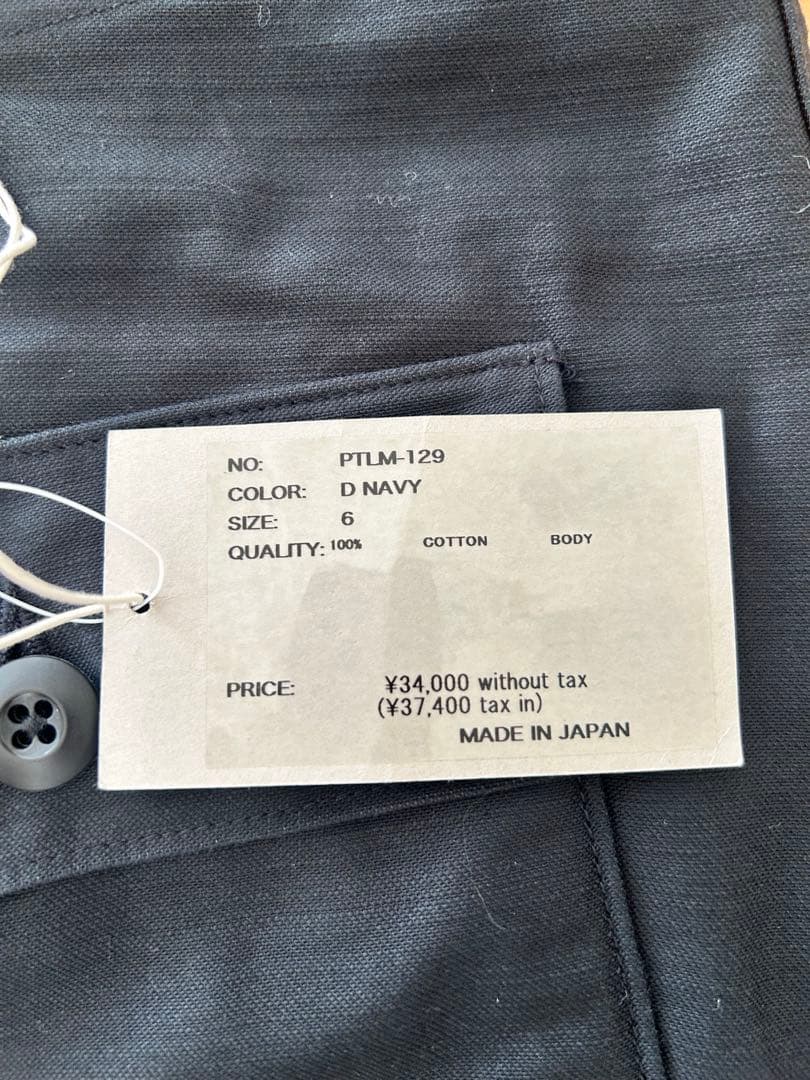 NO: PTLM-129
COLOR: D NAVY
SIZE: 6
QUALITY: 100% COTTON BODY
PRICE: ¥34,000 without tax
(¥37,400 tax in)
MADE IN JAPAN